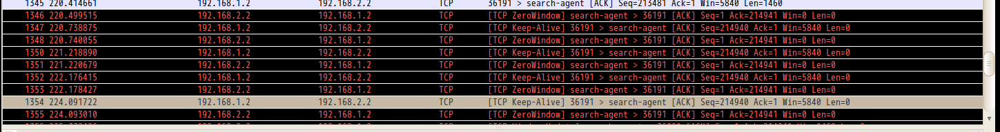 1345 220.414661 192.168.1.2 192.168.2.2 TCP 36191 > search-agent [ACK] Seq=213481 Ack=1 Win=5840 Len=1460
1346 220.499515 192.168.2.2 192.168.1.2 TCP [TCP ZeroWindow] search-agent > 36191 [ACK] Seq=1 Ack=214941 Win=0 Len=0
1347 220.738875 192.168.1.2 192.168.2.2 TCP [TCP Keep-Alive] 36191 > search-agent [ACK] Seq=214940 Ack=1 Win=5840 Len=0
1348 220.740055 192.168.2.2 192.168.1.2 TCP [TCP ZeroWindow] search-agent > 36191 [ACK] Seq=1 Ack=214941 Win=0 Len=0
1350 221.218890 192.168.1.2 192.168.2.2 TCP [TCP Keep-Alive] 36191 > search-agent [ACK] Seq=214940 Ack=1 Win=5840 Len=0
1351 221.220679 192.168.2.2 192.168.1.2 TCP [TCP ZeroWindow] search-agent > 36191 [ACK] Seq=1 Ack=214941 Win=0 Len=0
1352 222.176415 192.168.1.2 192.168.2.2 TCP [TCP Keep-Alive] 36191 > search-agent [ACK] Seq=214940 Ack=1 Win=5840 Len=0
1353 222.178427 192.168.2.2 192.168.1.2 TCP [TCP ZeroWindow] search-agent > 36191 [ACK] Seq=1 Ack=214941 Win=0 Len=0
1354 224.091722 192.168.1.2 192.168.2.2 TCP [TCP Keep-Alive] 36191 > search-agent [ACK] Seq=214940 Ack=1 Win=5840 Len=0
1355 224.093010 192.168.2.2 192.168.1.2 TCP [TCP ZeroWindow] search-agent > 36191 [ACK] Seq=1 Ack=214941 Win=0 Len=0